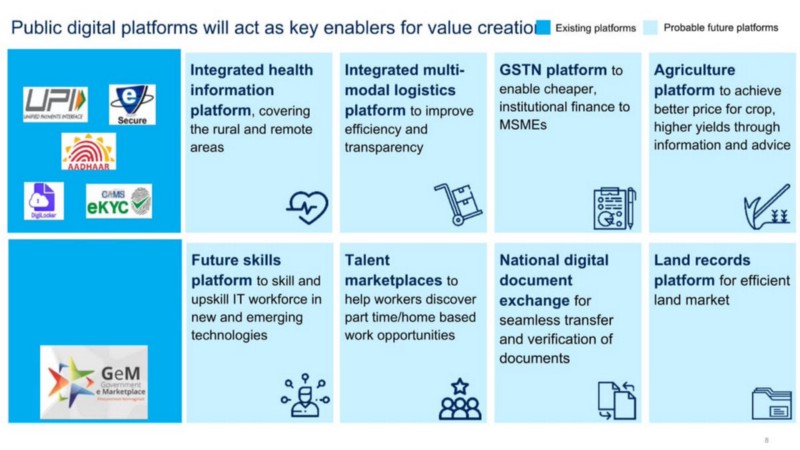 Public digital platforms will act as key enablers for value creation
Existing platforms
Probable future platforms
UPI
UNIFIED PAYMENTS INTERFACE
e
Secure
AADHAAR
DigiLocker
CAMS
eKYC
Integrated health
information
platform, covering
the rural and remote
areas
Integrated multi-
modal logistics
platform to improve
efficiency and
transparency
GSTN platform to
enable cheaper,
institutional finance to
MSMEs
Agriculture
platform to achieve
better price for crop,
higher yields through
information and advice
GeM
Government
e Marketplace
Future skills
platform to skill and
upskill IT workforce in
new and emerging
technologies
Talent
marketplaces to
help workers discover
part time/home based
work opportunities
National digital
document
exchange for
seamless transfer
and verification of
documents
Land records
platform for efficient
land market
8